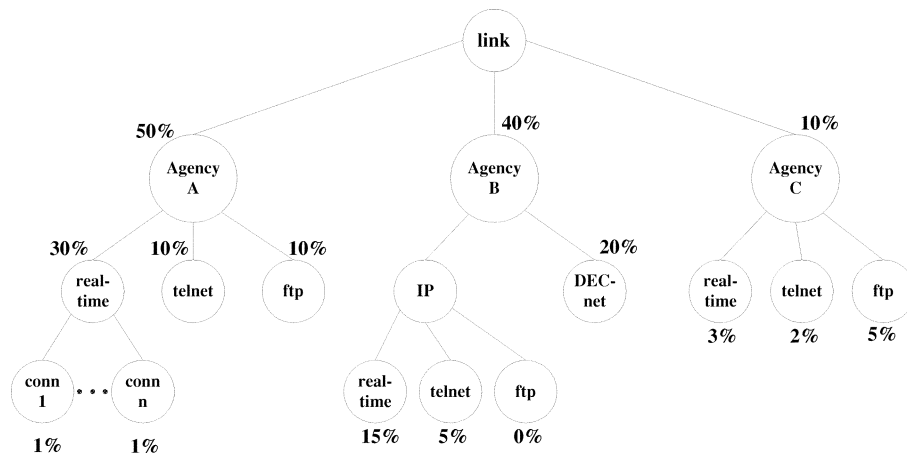 link
50%
40%
10%
Agency
A
Agency
B
Agency
C
30%
10%
10%
20%
real-
time
telnet
ftp
IP
DEC-
net
real-
time
telnet
ftp
3%
2%
5%
conn
1
conn
n
real-
time
telnet
ftp
1%
1%
15%
5%
0%